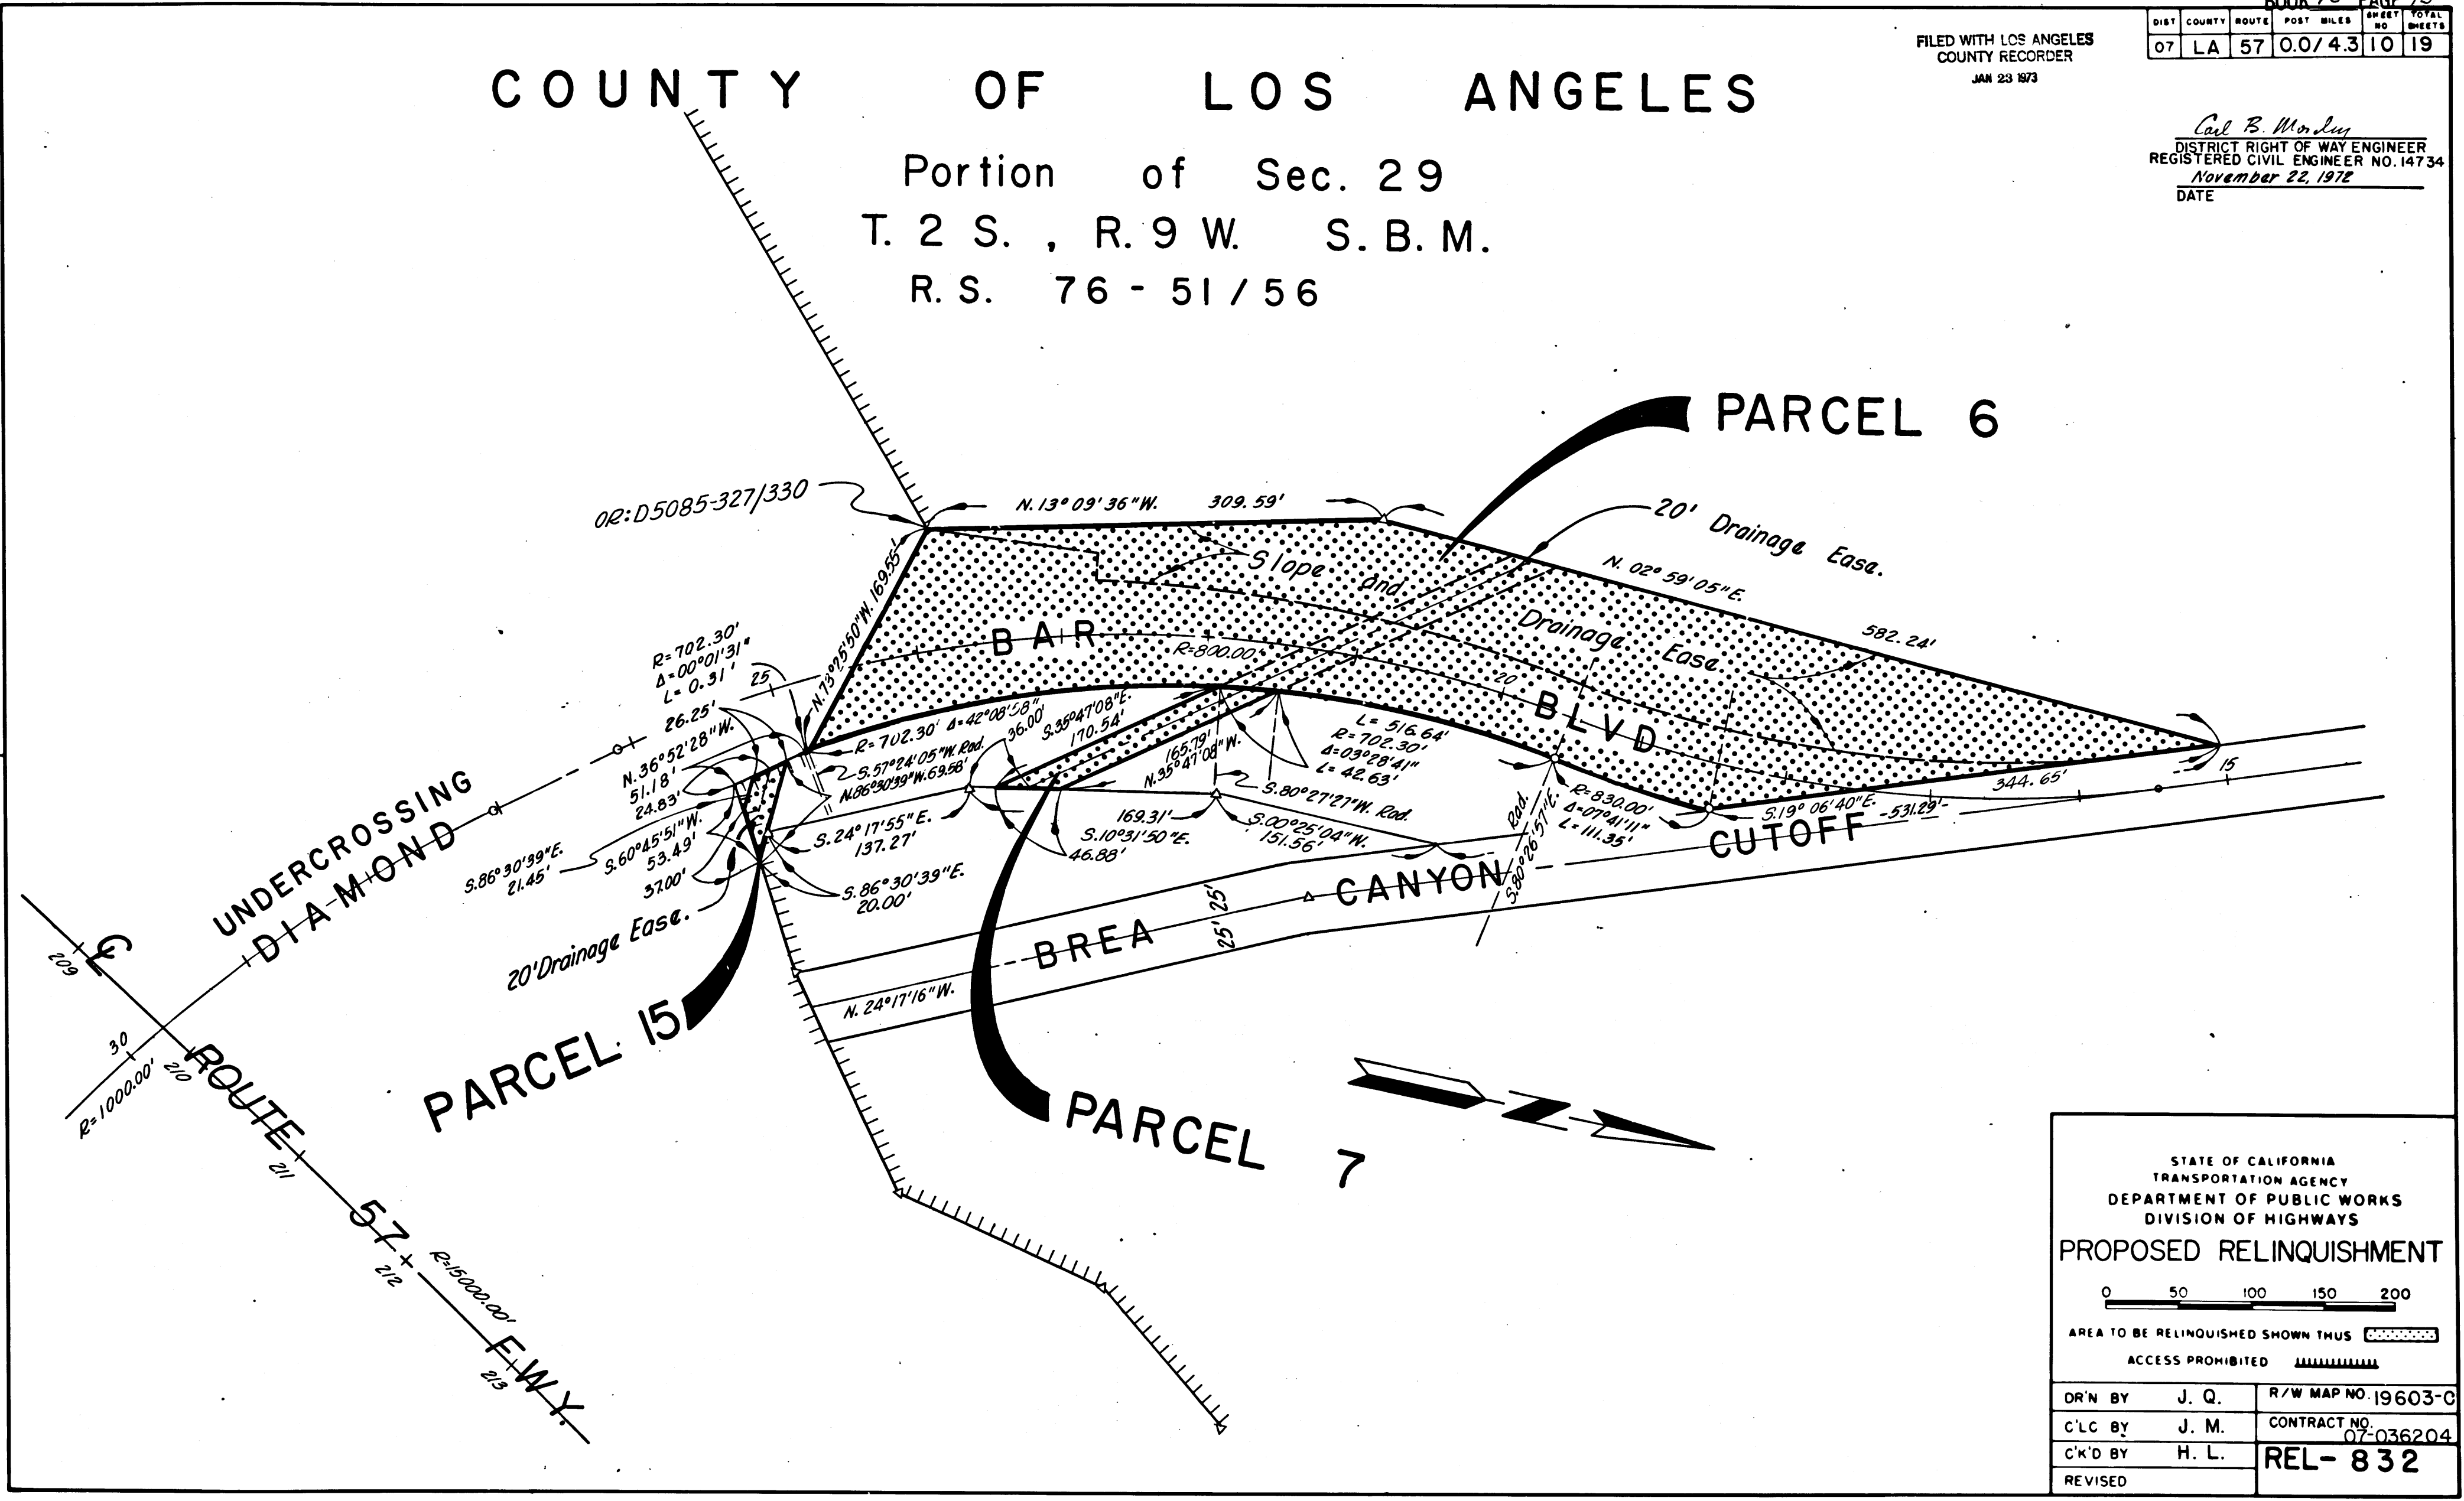 DIST COUNTY ROUTE POST MILES SHEET NO TOTAL SHEETS
07 LA 57 0.0/4.3 10 19
FILED WITH LOS ANGELES
COUNTY RECORDER
JAN 23 1973
DISTRICT RIGHT OF WAY ENGINEER
REGISTERED CIVIL ENGINEER NO. 14734
November 22, 1972
DATE
COUNTY OF LOS ANGELES
Portion of Sec. 29
T. 2 S. , R. 9 W. S. B. M.
R. S. 76 - 51 / 56
PARCEL 6
OR: D5085-327/330
N. 13° 09' 36" W. 309.59'
20' Drainage Ease.
N. 02° 59' 05" E.
582.24'
Slope and
Drainage Ease.
N. 73° 25' 50" W. 169.55'
BAR
R=800.00'
20
BLVD
R=702.30'
Δ=00°01'31"
L= 0.31'
25
26.25'
N. 36° 52' 28" W.
51.18'
24.83'
S. 86° 30' 39" E.
21.45'
S. 60° 45' 51" W.
53.49'
37.00'
20' Drainage Ease.
R= 702.30' Δ=42°08'58"
S. 57° 24' 05" W. Rad.
N. 86° 30' 39" W. 69.58'
36.00'
S. 35° 47' 08" E.
170.54'
165.79'
N. 35° 47' 08" W.
L= 516.64'
R= 702.30'
Δ=03°28'41"
L= 42.63'
S. 80° 27' 27" W. Rad.
S. 24° 17' 55" E.
137.27'
169.31'
S. 10° 31' 50" E.
46.88'
S. 00° 25' 04" W.
151.56'
S. 86° 30' 39" E.
20.00'
Rad.
S. 80° 26' 57" E.
R=830.00'
Δ=07°41'11"
L=111.35'
S. 19° 06' 40" E. -531.29'-
344.65'
15
BREA CANYON CUTOFF
25' 25'
N. 24° 17' 16" W.
UNDERCROSSING
DIAMOND
℄ ROUTE 57 FWY.
209
210
211
212
213
30
R=1000.00'
R=15000.00'
PARCEL 15
PARCEL 7
STATE OF CALIFORNIA
TRANSPORTATION AGENCY
DEPARTMENT OF PUBLIC WORKS
DIVISION OF HIGHWAYS
PROPOSED RELINQUISHMENT
0 50 100 150 200
AREA TO BE RELINQUISHED SHOWN THUS
ACCESS PROHIBITED
DR'N BY J. Q.
R/W MAP NO. 19603-C
C'LC BY J. M.
CONTRACT NO.
07-036204
C'K'D BY H. L.
REL- 832
REVISED